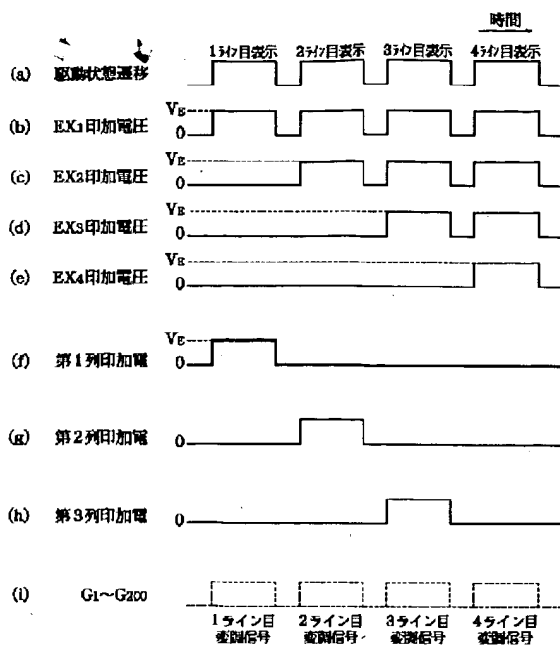 時間
1ライン目表示 2ライン目表示 3ライン目表示 4ライン目表示
(a) 駆動状態遷移
(b) EX1印加電圧 VE 0
(c) EX2印加電圧 VE 0
(d) EX3印加電圧 VE 0
(e) EX4印加電圧 VE 0
(f) 第1列印加電 VE 0
(g) 第2列印加電 0
(h) 第3列印加電 0
(i) G1～G200
1ライン目 2ライン目 3ライン目 4ライン目
変調信号 変調信号 変調信号 変調信号